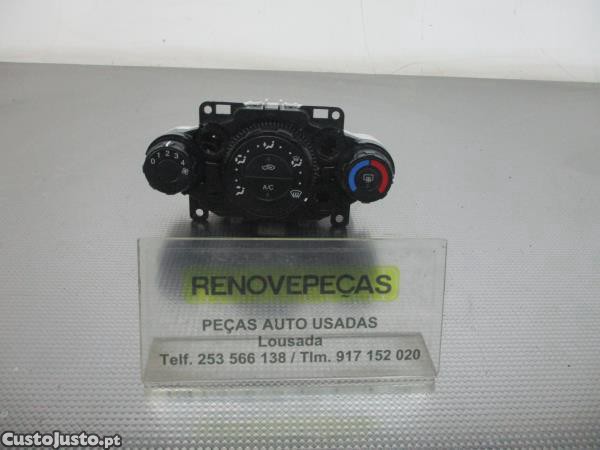 0 1 2 3 4
A/C
RENOVEPEÇAS
PEÇAS AUTO USADAS
Lousada
Telf. 253 566 138 / Tlm. 917 152 020
CustoJusto.pt